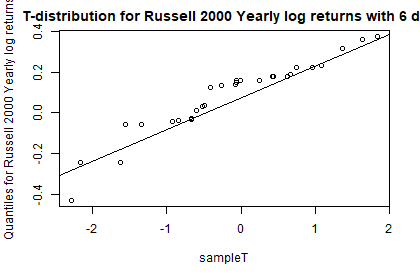 T-distribution for Russell 2000 Yearly log returns with 6 d
Quantiles for Russell 2000 Yearly log returns
0.4
0.2
0.0
-0.2
-0.4
-2 -1 0 1 2
sampleT